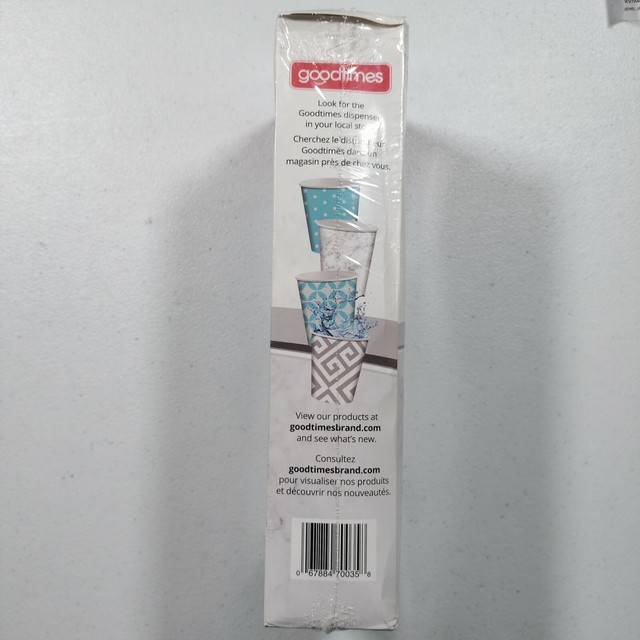 goodtimes
Look for the
Goodtimes dispenser
in your local
Cherchez le
Goodtimes dans un
magasin près de chez vous.
View our products at
goodtimesbrand.com
and see what's new.
Consultez
goodtimesbrand.com
pour visualiser nos produits
et découvrir nos nouveautés.
0 67884 70035 8